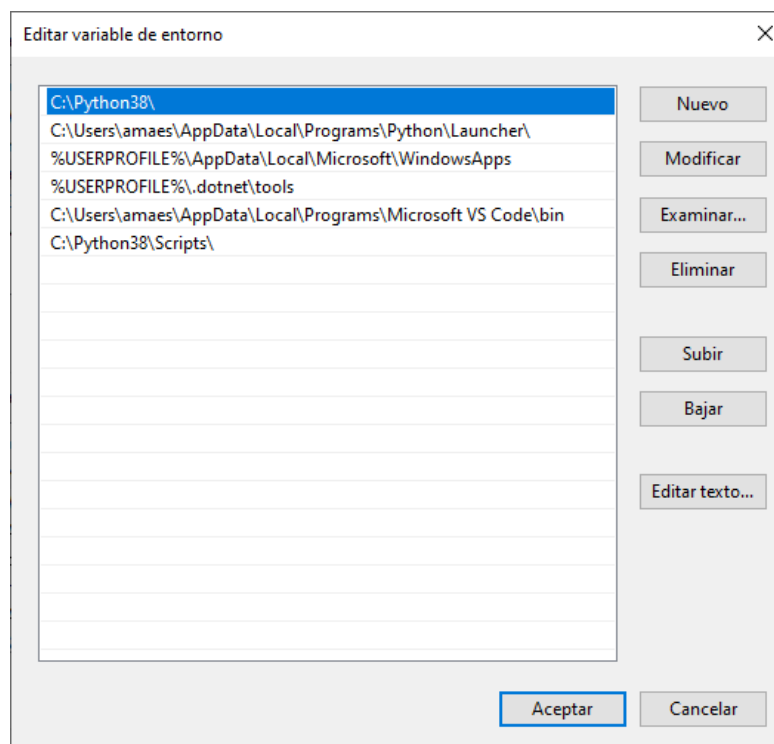 Editar variable de entorno
C:\Python38\
C:\Users\amaes\AppData\Local\Programs\Python\Launcher\
%USERPROFILE%\AppData\Local\Microsoft\WindowsApps
%USERPROFILE%\.dotnet\tools
C:\Users\amaes\AppData\Local\Programs\Microsoft VS Code\bin
C:\Python38\Scripts\
Nuevo
Modificar
Examinar...
Eliminar
Subir
Bajar
Editar texto...
Aceptar
Cancelar